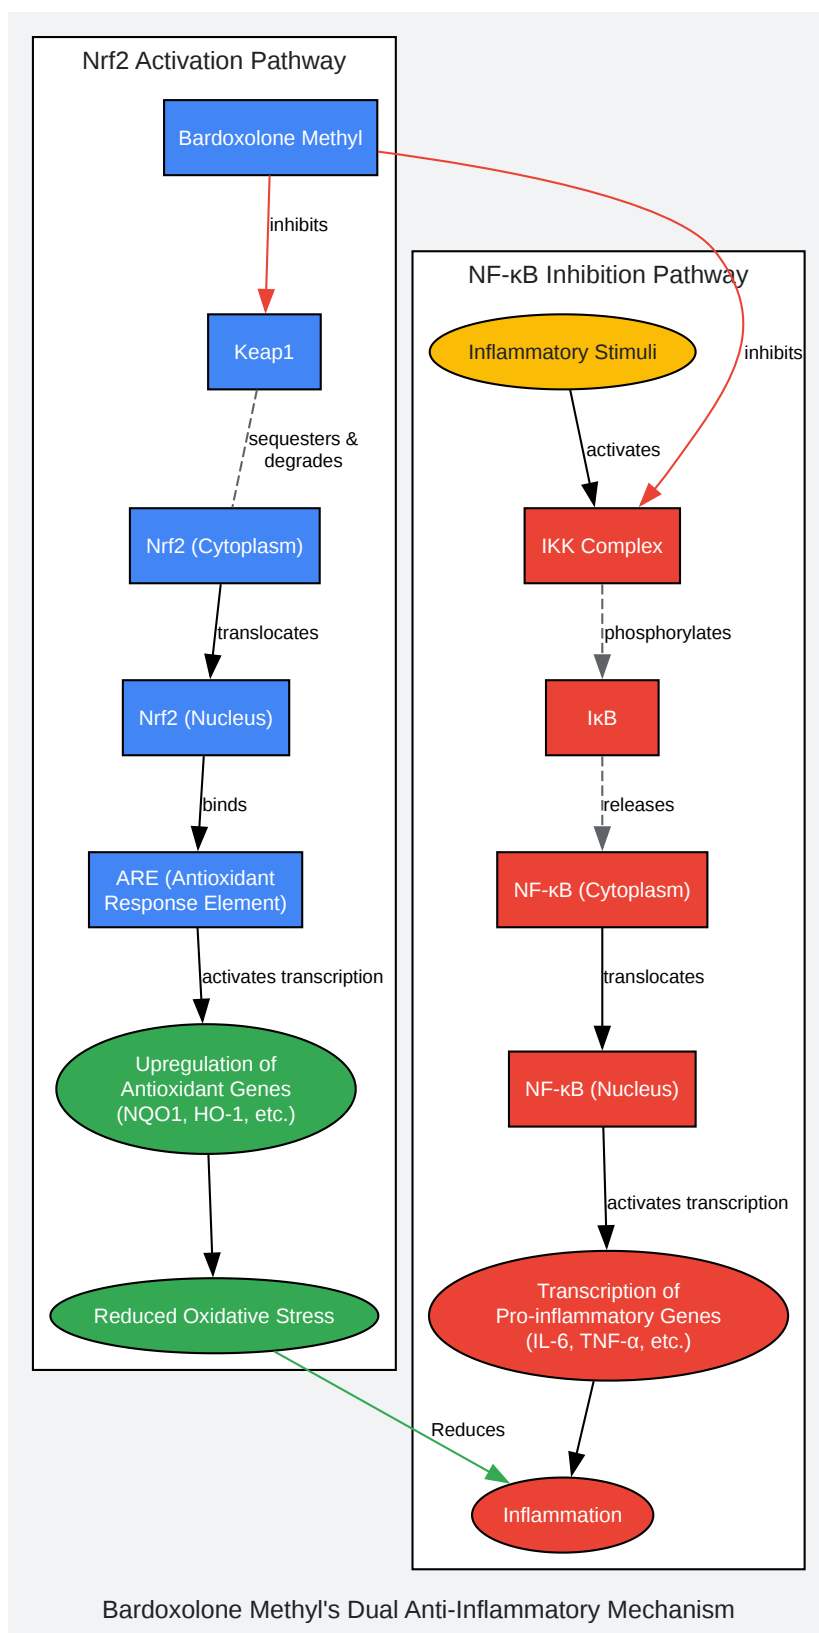 Nrf2 Activation Pathway
Bardoxolone Methyl
inhibits
Keap1
sequesters &
degrades
Nrf2 (Cytoplasm)
translocates
Nrf2 (Nucleus)
binds
ARE (Antioxidant
Response Element)
activates transcription
Upregulation of
Antioxidant Genes
(NQO1, HO-1, etc.)
Reduced Oxidative Stress
Reduces
NF-κB Inhibition Pathway
Inflammatory Stimuli
inhibits
activates
IKK Complex
phosphorylates
IκB
releases
NF-κB (Cytoplasm)
translocates
NF-κB (Nucleus)
activates transcription
Transcription of
Pro-inflammatory Genes
(IL-6, TNF-α, etc.)
Inflammation
Bardoxolone Methyl's Dual Anti-Inflammatory Mechanism